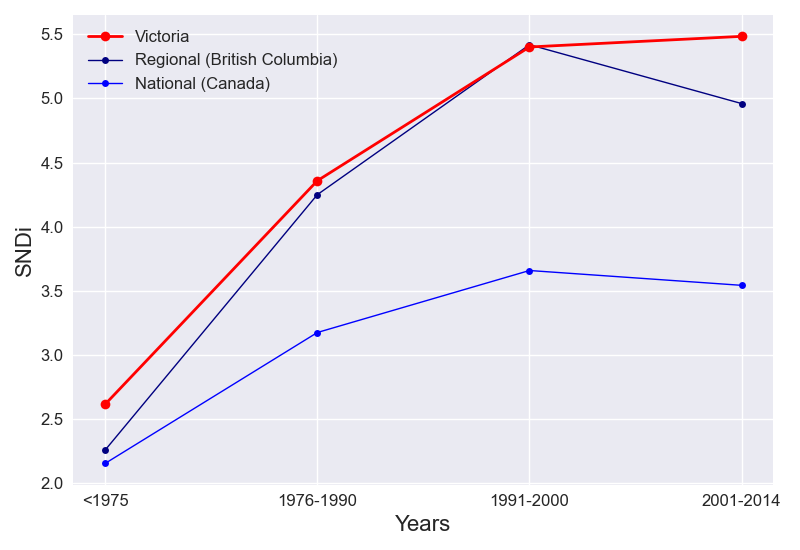 Victoria
Regional (British Columbia)
National (Canada)
5.5
5.0
4.5
4.0
3.5
3.0
2.5
2.0
SNDi
<1975
1976-1990
1991-2000
2001-2014
Years